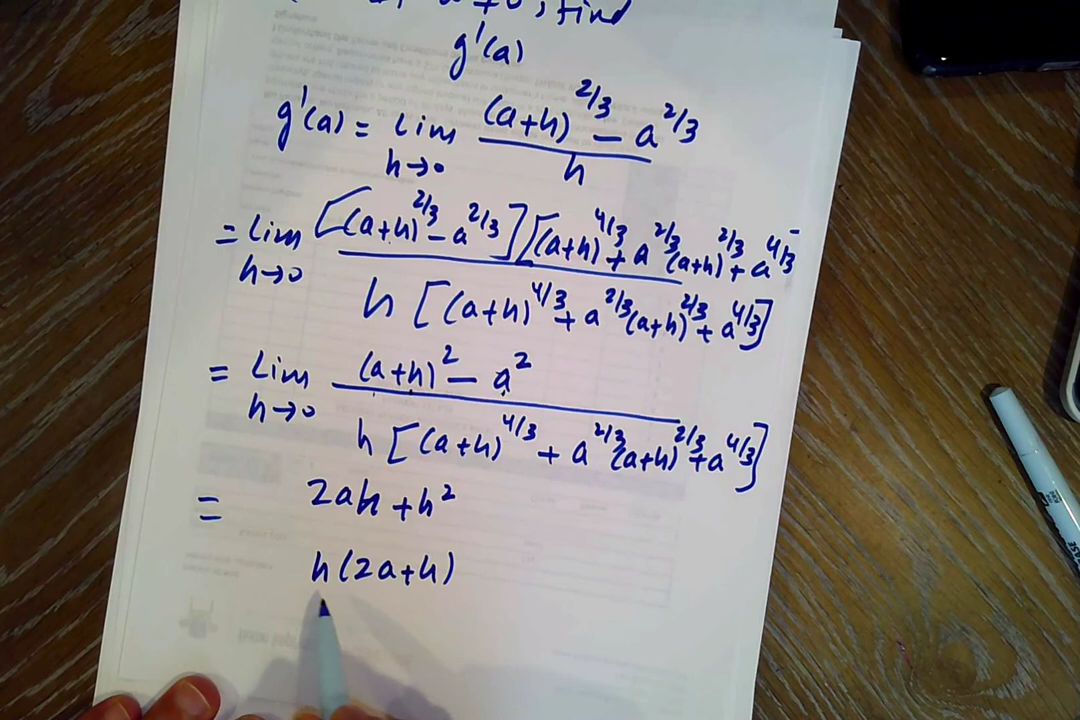 a≠0, find
g'(a)
g'(a) = lim h→0 ((a+h)^{2/3} - a^{2/3}) / h
= lim h→0 [(a+h)^{2/3} - a^{2/3}][(a+h)^{4/3} + a^{2/3}(a+h)^{2/3} + a^{4/3}] / h[(a+h)^{4/3} + a^{2/3}(a+h)^{2/3} + a^{4/3}]
= lim h→0 ((a+h)^2 - a^2) / h[(a+h)^{4/3} + a^{2/3}(a+h)^{2/3} + a^{4/3}]
= 2ah + h^2
h(2a+h)